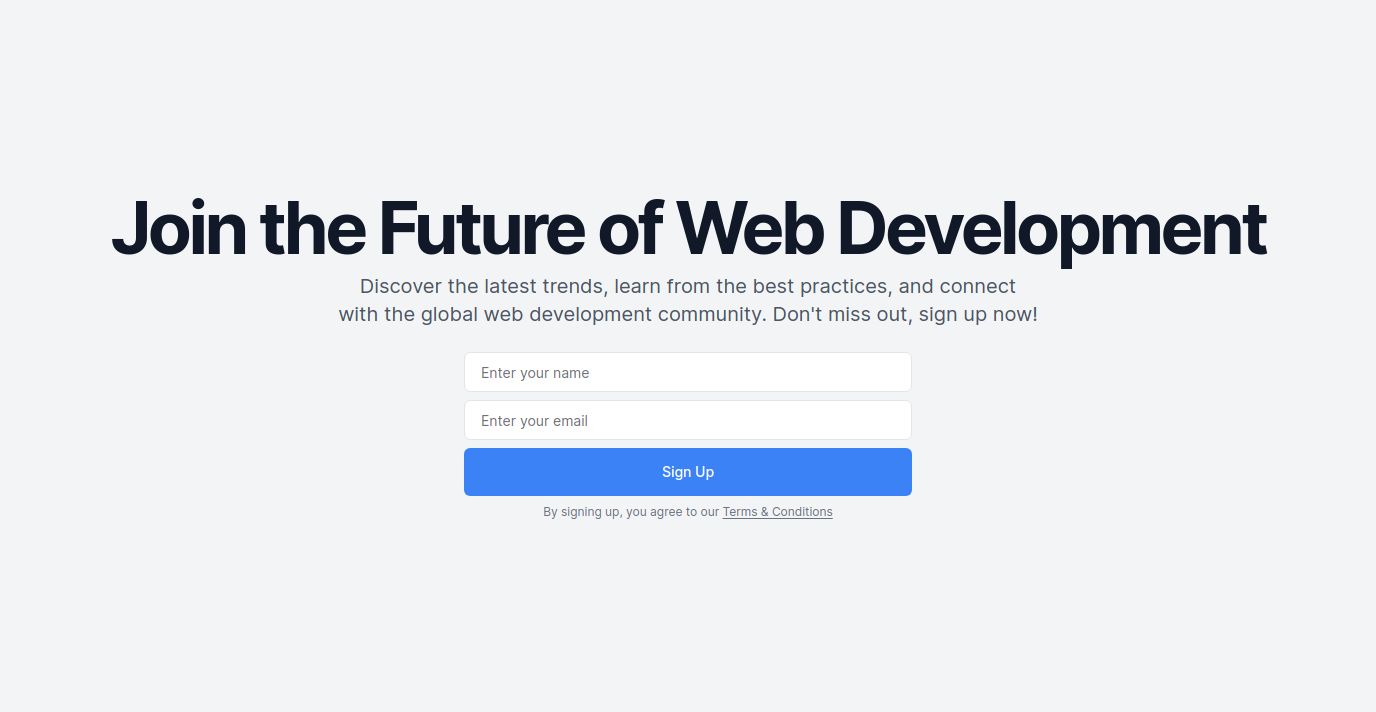 Join the Future of Web Development
Discover the latest trends, learn from the best practices, and connect
with the global web development community. Don't miss out, sign up now!
Enter your name
Enter your email
Sign Up
By signing up, you agree to our Terms & Conditions